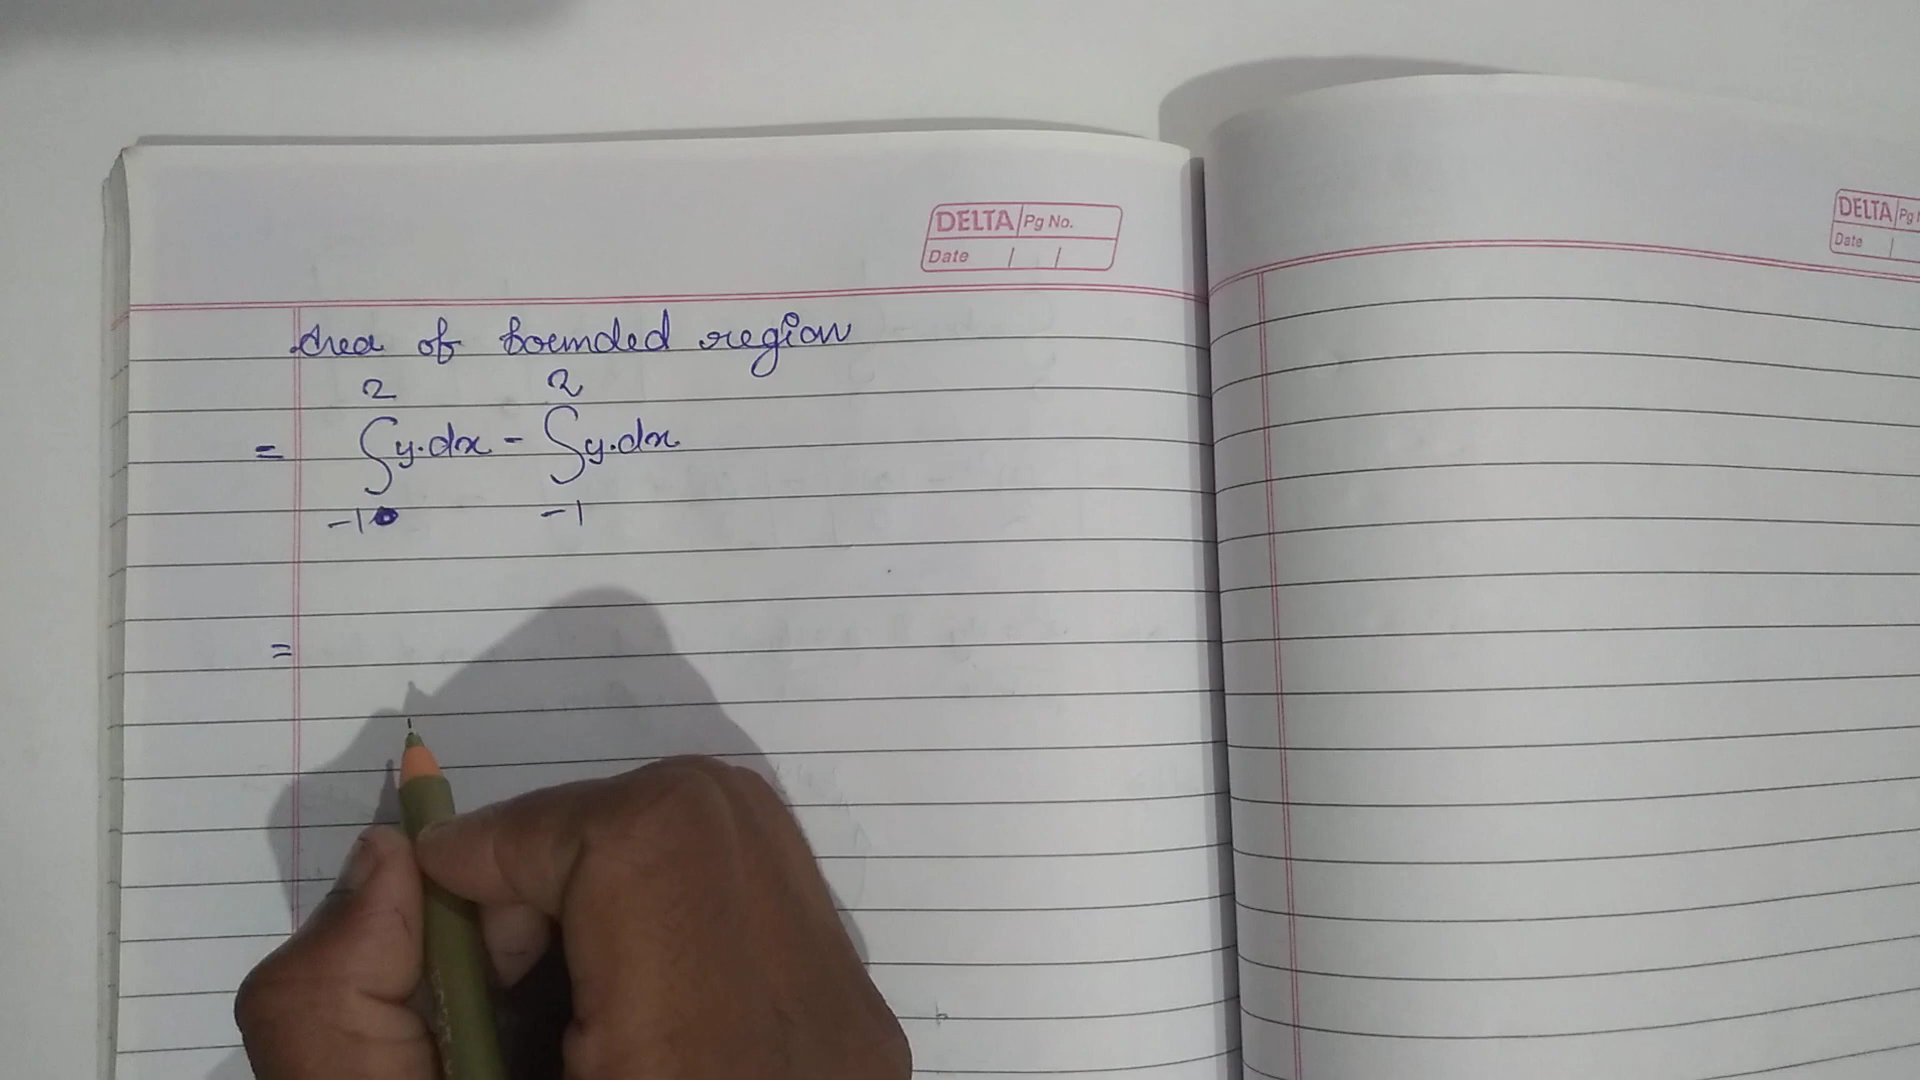 DELTA Pg No.
Date / /
DELTA Pg
Date /
Area of bounded region
2 2
= ∫y.dx - ∫y.dx
-1 -1
=